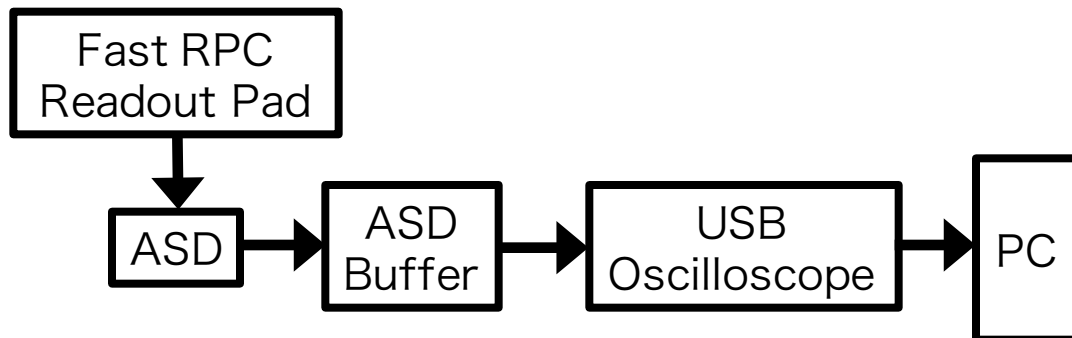 Fast RPC
Readout Pad
ASD
ASD
Buffer
USB
Oscilloscope
PC